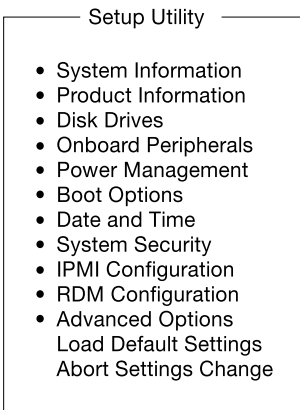 Setup Utility
• System Information
• Product Information
• Disk Drives
• Onboard Peripherals
• Power Management
• Boot Options
• Date and Time
• System Security
• IPMI Configuration
• RDM Configuration
• Advanced Options
Load Default Settings
Abort Settings Change